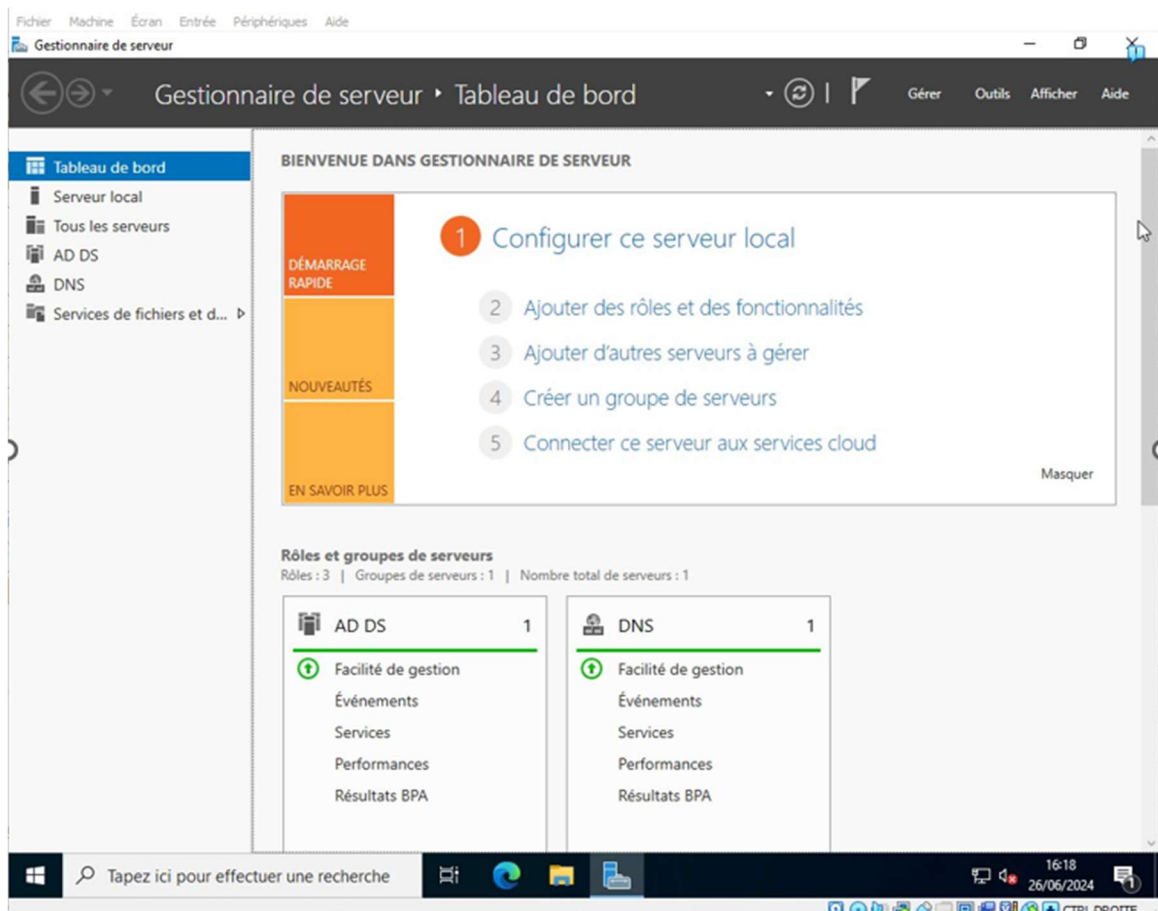 Fichier Machine Écran Entrée Périphériques Aide
Gestionnaire de serveur
Gestionnaire de serveur ‣ Tableau de bord
Gérer Outils Afficher Aide
Tableau de bord
Serveur local
Tous les serveurs
AD DS
DNS
Services de fichiers et d...
BIENVENUE DANS GESTIONNAIRE DE SERVEUR
DÉMARRAGE
RAPIDE
NOUVEAUTÉS
EN SAVOIR PLUS
1 Configurer ce serveur local
2 Ajouter des rôles et des fonctionnalités
3 Ajouter d'autres serveurs à gérer
4 Créer un groupe de serveurs
5 Connecter ce serveur aux services cloud
Masquer
Rôles et groupes de serveurs
Rôles : 3 | Groupes de serveurs : 1 | Nombre total de serveurs : 1
AD DS 1
Facilité de gestion
Événements
Services
Performances
Résultats BPA
DNS 1
Facilité de gestion
Événements
Services
Performances
Résultats BPA
Tapez ici pour effectuer une recherche
16:18
26/06/2024
1
CTRL DROITE